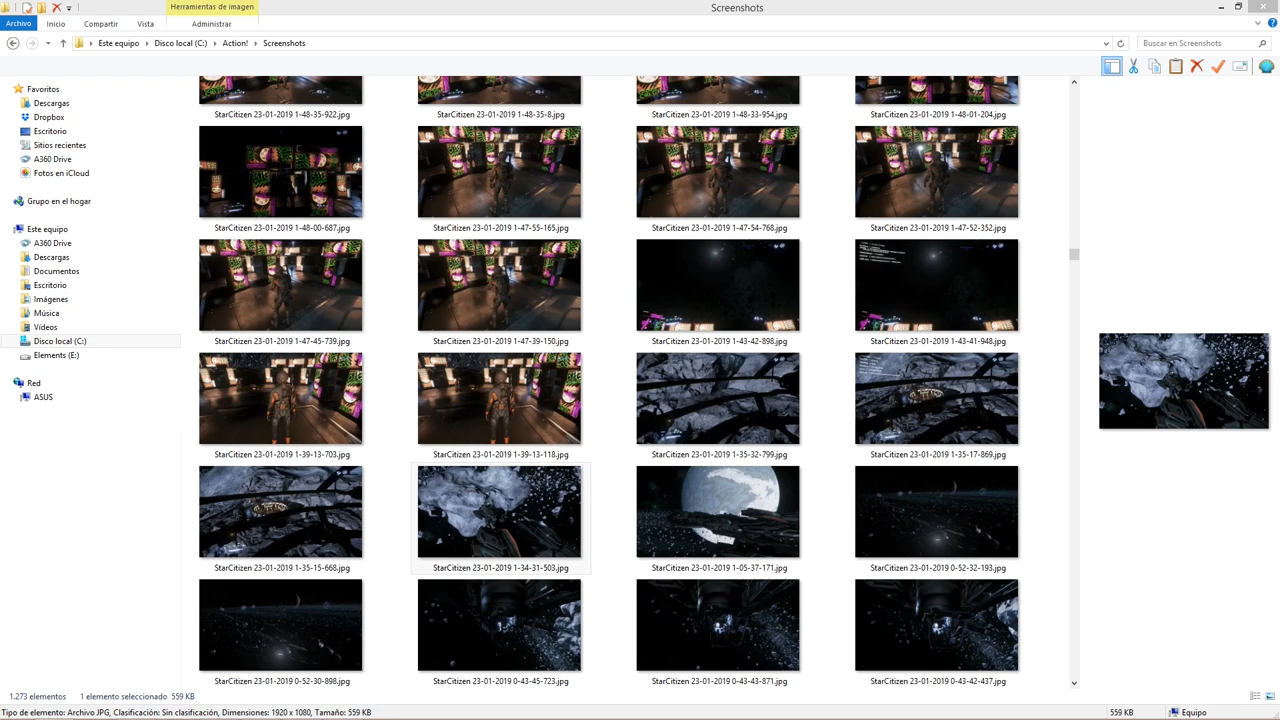 Herramientas de imagen
Screenshots
Archivo
Inicio
Compartir
Vista
Administrar
Este equipo
Disco local (C:)
Action!
Screenshots
Buscar en Screenshots
Favoritos
Descargas
Dropbox
Escritorio
Sitios recientes
A360 Drive
Fotos en iCloud
Grupo en el hogar
Este equipo
A360 Drive
Descargas
Documentos
Escritorio
Imágenes
Música
Vídeos
Disco local (C:)
Elements (E:)
Red
ASUS
StarCitizen 23-01-2019 1-48-35-922.jpg
StarCitizen 23-01-2019 1-48-35-8.jpg
StarCitizen 23-01-2019 1-48-33-954.jpg
StarCitizen 23-01-2019 1-48-01-204.jpg
StarCitizen 23-01-2019 1-48-00-687.jpg
StarCitizen 23-01-2019 1-47-55-165.jpg
StarCitizen 23-01-2019 1-47-54-768.jpg
StarCitizen 23-01-2019 1-47-52-352.jpg
StarCitizen 23-01-2019 1-47-45-739.jpg
StarCitizen 23-01-2019 1-47-39-150.jpg
StarCitizen 23-01-2019 1-43-42-898.jpg
StarCitizen 23-01-2019 1-43-41-948.jpg
StarCitizen 23-01-2019 1-39-13-703.jpg
StarCitizen 23-01-2019 1-39-13-118.jpg
StarCitizen 23-01-2019 1-35-32-799.jpg
StarCitizen 23-01-2019 1-35-17-869.jpg
StarCitizen 23-01-2019 1-35-15-668.jpg
StarCitizen 23-01-2019 1-34-31-503.jpg
StarCitizen 23-01-2019 1-05-37-171.jpg
StarCitizen 23-01-2019 0-52-32-193.jpg
StarCitizen 23-01-2019 0-52-30-898.jpg
StarCitizen 23-01-2019 0-43-45-723.jpg
StarCitizen 23-01-2019 0-43-43-871.jpg
StarCitizen 23-01-2019 0-43-42-437.jpg
1.273 elementos
1 elemento seleccionado 559 KB
Tipo de elemento: Archivo JPG, Clasificación: Sin clasificación, Dimensiones: 1920 x 1080, Tamaño: 559 KB
559 KB
Equipo